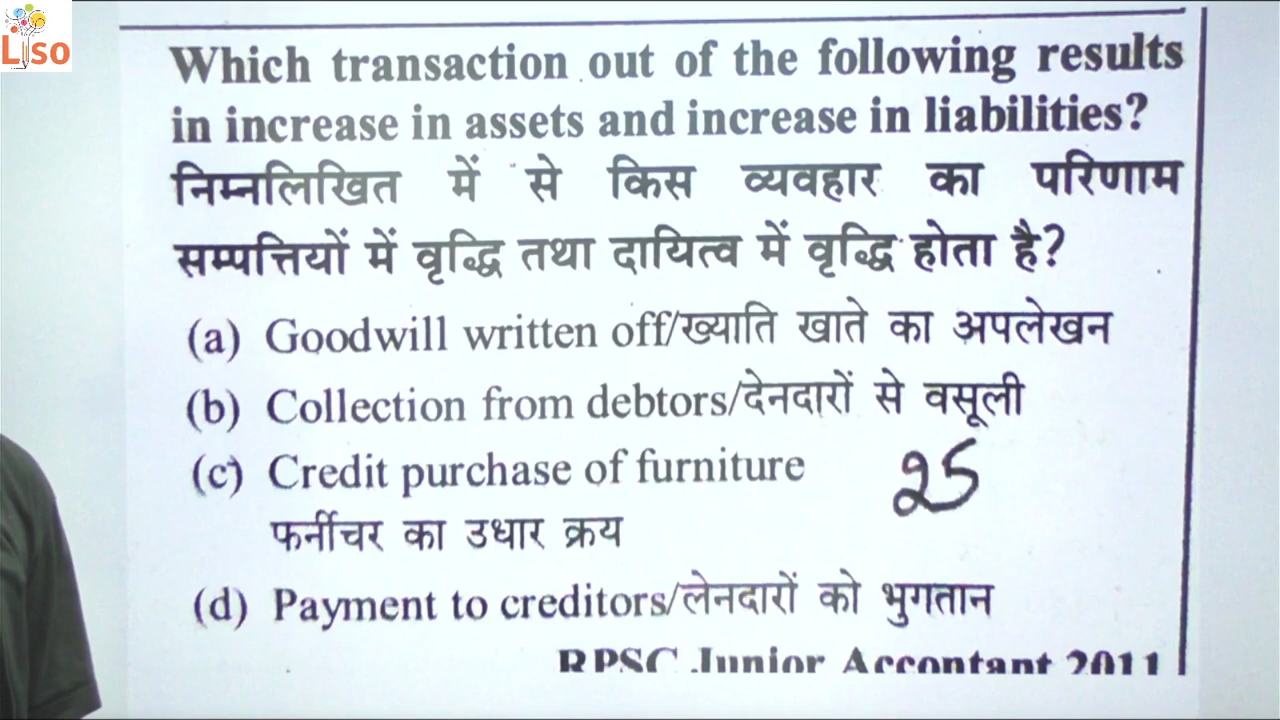 Liso
Which transaction out of the following results
in increase in assets and increase in liabilities?
निम्नलिखित में से किस व्यवहार का परिणाम
सम्पत्तियों में वृद्धि तथा दायित्व में वृद्धि होता है?
(a) Goodwill written off/ख्याति खाते का अपलेखन
(b) Collection from debtors/देनदारों से वसूली
(c) Credit purchase of furniture
25
फर्नीचर का उधार क्रय
(d) Payment to creditors/लेनदारों को भुगतान
RPSC Junior Accontant 2011